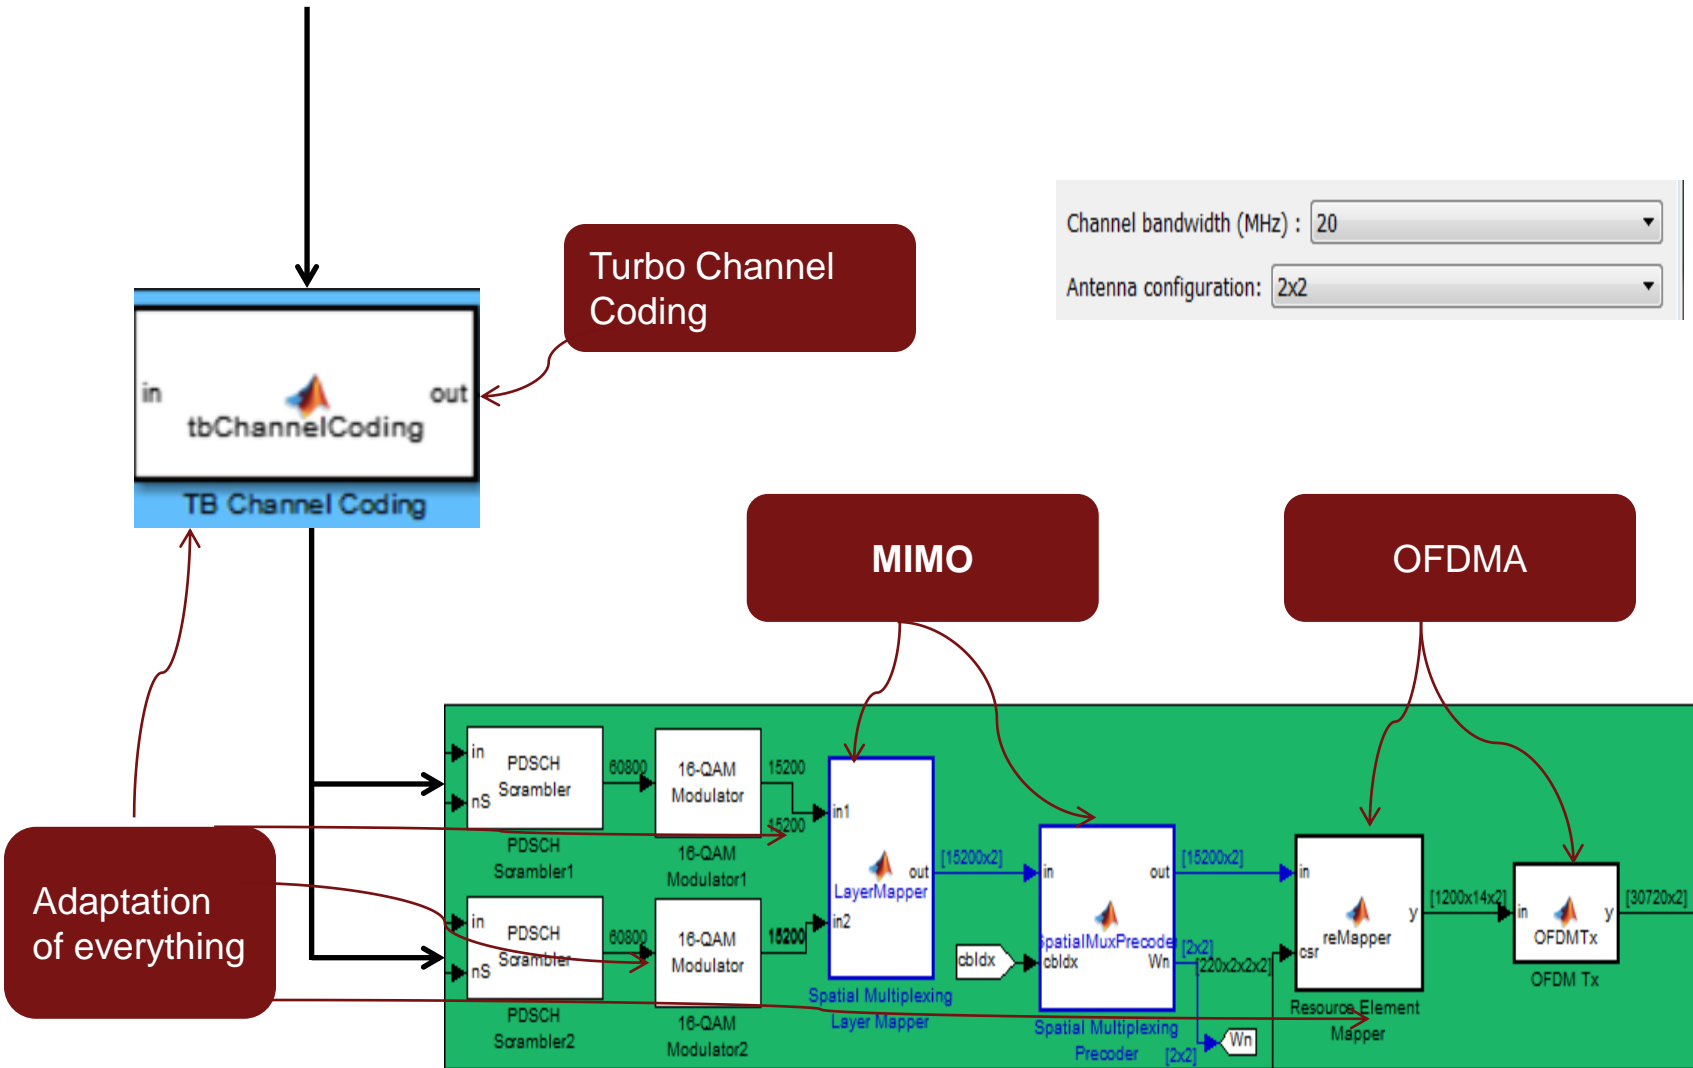 Channel bandwidth (MHz) : 20
Antenna configuration: 2x2
Turbo Channel
Coding
in
out
tbChannelCoding
TB Channel Coding
MIMO
OFDMA
Adaptation
of everything
in
nS
PDSCH
Scrambler
60800
PDSCH
Scrambler1
16-QAM
Modulator
15200
15200
16-QAM
Modulator1
in
nS
PDSCH
Scrambler
60800
PDSCH
Scrambler2
16-QAM
Modulator
15200
16-QAM
Modulator2
in1
in2
out
LayerMapper
[15200x2]
Spatial Multiplexing
Layer Mapper
cbIdx
in
cbIdx
out
SpatialMuxPrecoder
Wn
[15200x2]
[2x2]
[220x2x2x2]
Spatial Multiplexing
Precoder
[2x2]
Wn
in
csr
y
reMapper
[1200x14x2]
Resource Element
Mapper
in
y
OFDMTx
OFDM Tx
[30720x2]